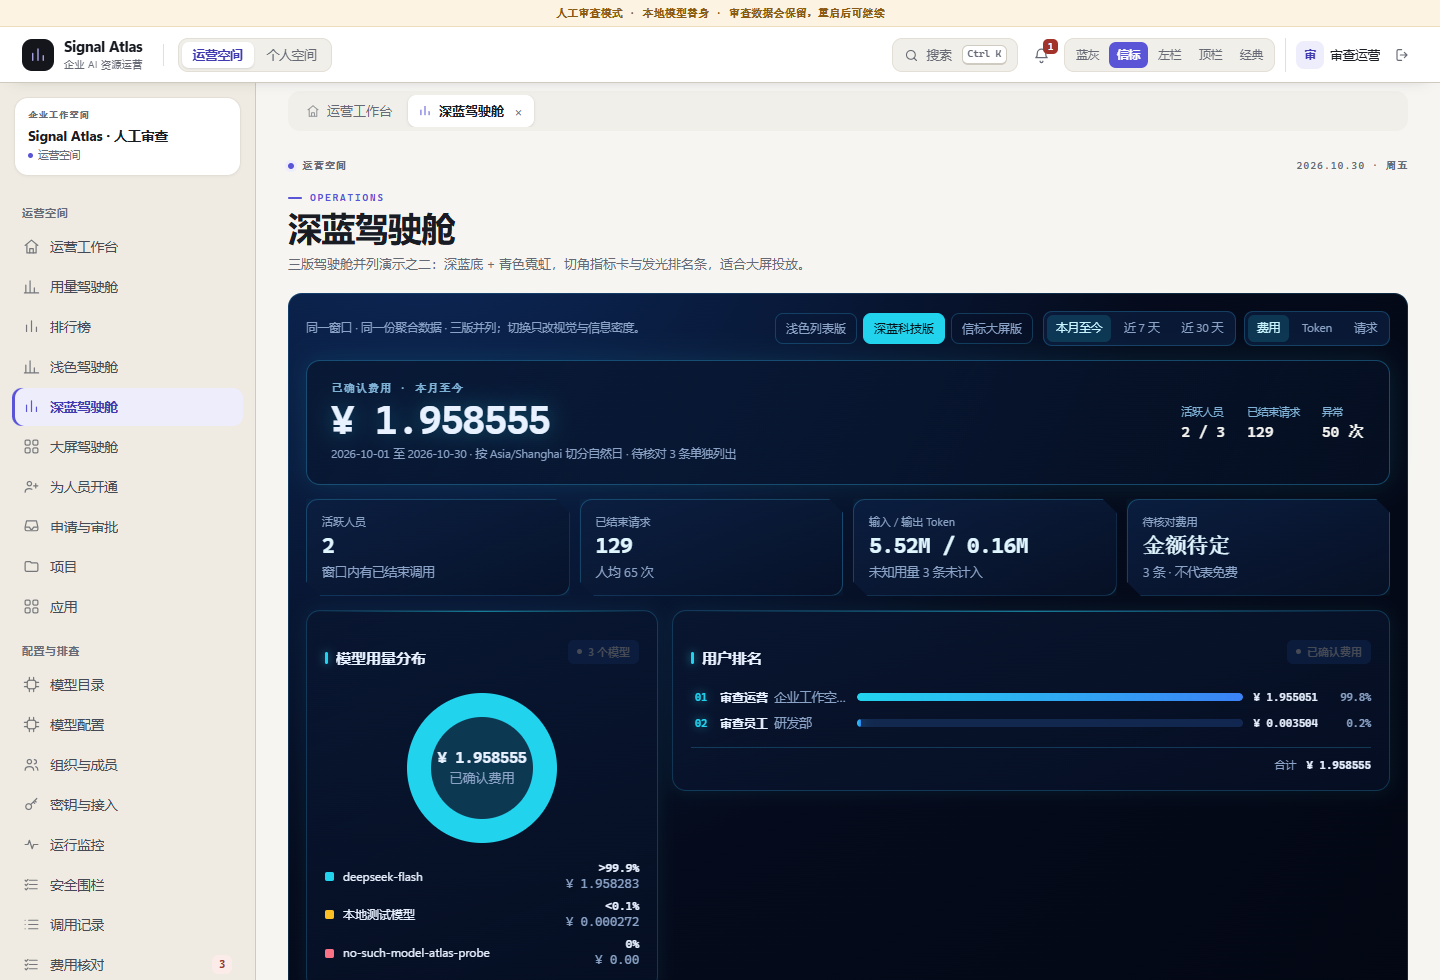 人工审查模式 · 本地模型替身 · 审查数据会保留，重启后可继续
Signal Atlas
企业 AI 资源运营
运营空间 个人空间
搜索 Ctrl K
1
蓝灰 信标 左栏 顶栏 经典
审 审查运营
企业工作空间
Signal Atlas · 人工审查
运营空间
运营空间
运营工作台
用量驾驶舱
排行榜
浅色驾驶舱
深蓝驾驶舱
大屏驾驶舱
为人员开通
申请与审批
项目
应用
配置与排查
模型目录
模型配置
组织与成员
密钥与接入
运行监控
安全围栏
调用记录
费用核对 3
运营工作台 深蓝驾驶舱 ×
运营空间
2026.10.30 · 周五
OPERATIONS
深蓝驾驶舱
三版驾驶舱并列演示之二：深蓝底 + 青色霓虹，切角指标卡与发光排名条，适合大屏投放。
同一窗口 · 同一份聚合数据 · 三版并列；切换只改视觉与信息密度。
浅色列表版 深蓝科技版 信标大屏版
本月至今 近 7 天 近 30 天
费用 Token 请求
已确认费用 · 本月至今
¥ 1.958555
2026-10-01 至 2026-10-30 · 按 Asia/Shanghai 切分自然日 · 待核对 3 条单独列出
活跃人员 已结束请求 异常
2 / 3 129 50 次
活跃人员
2
窗口内有已结束调用
已结束请求
129
人均 65 次
输入 / 输出 Token
5.52M / 0.16M
未知用量 3 条未计入
待核对费用
金额待定
3 条 · 不代表免费
模型用量分布
3 个模型
¥ 1.958555
已确认费用
deepseek-flash >99.9%
¥ 1.958283
本地测试模型 <0.1%
¥ 0.000272
no-such-model-atlas-probe 0%
¥ 0.00
用户排名
已确认费用
01 审查运营 企业工作空... ¥ 1.955051 99.8%
02 审查员工 研发部 ¥ 0.003504 0.2%
合计 ¥ 1.958555